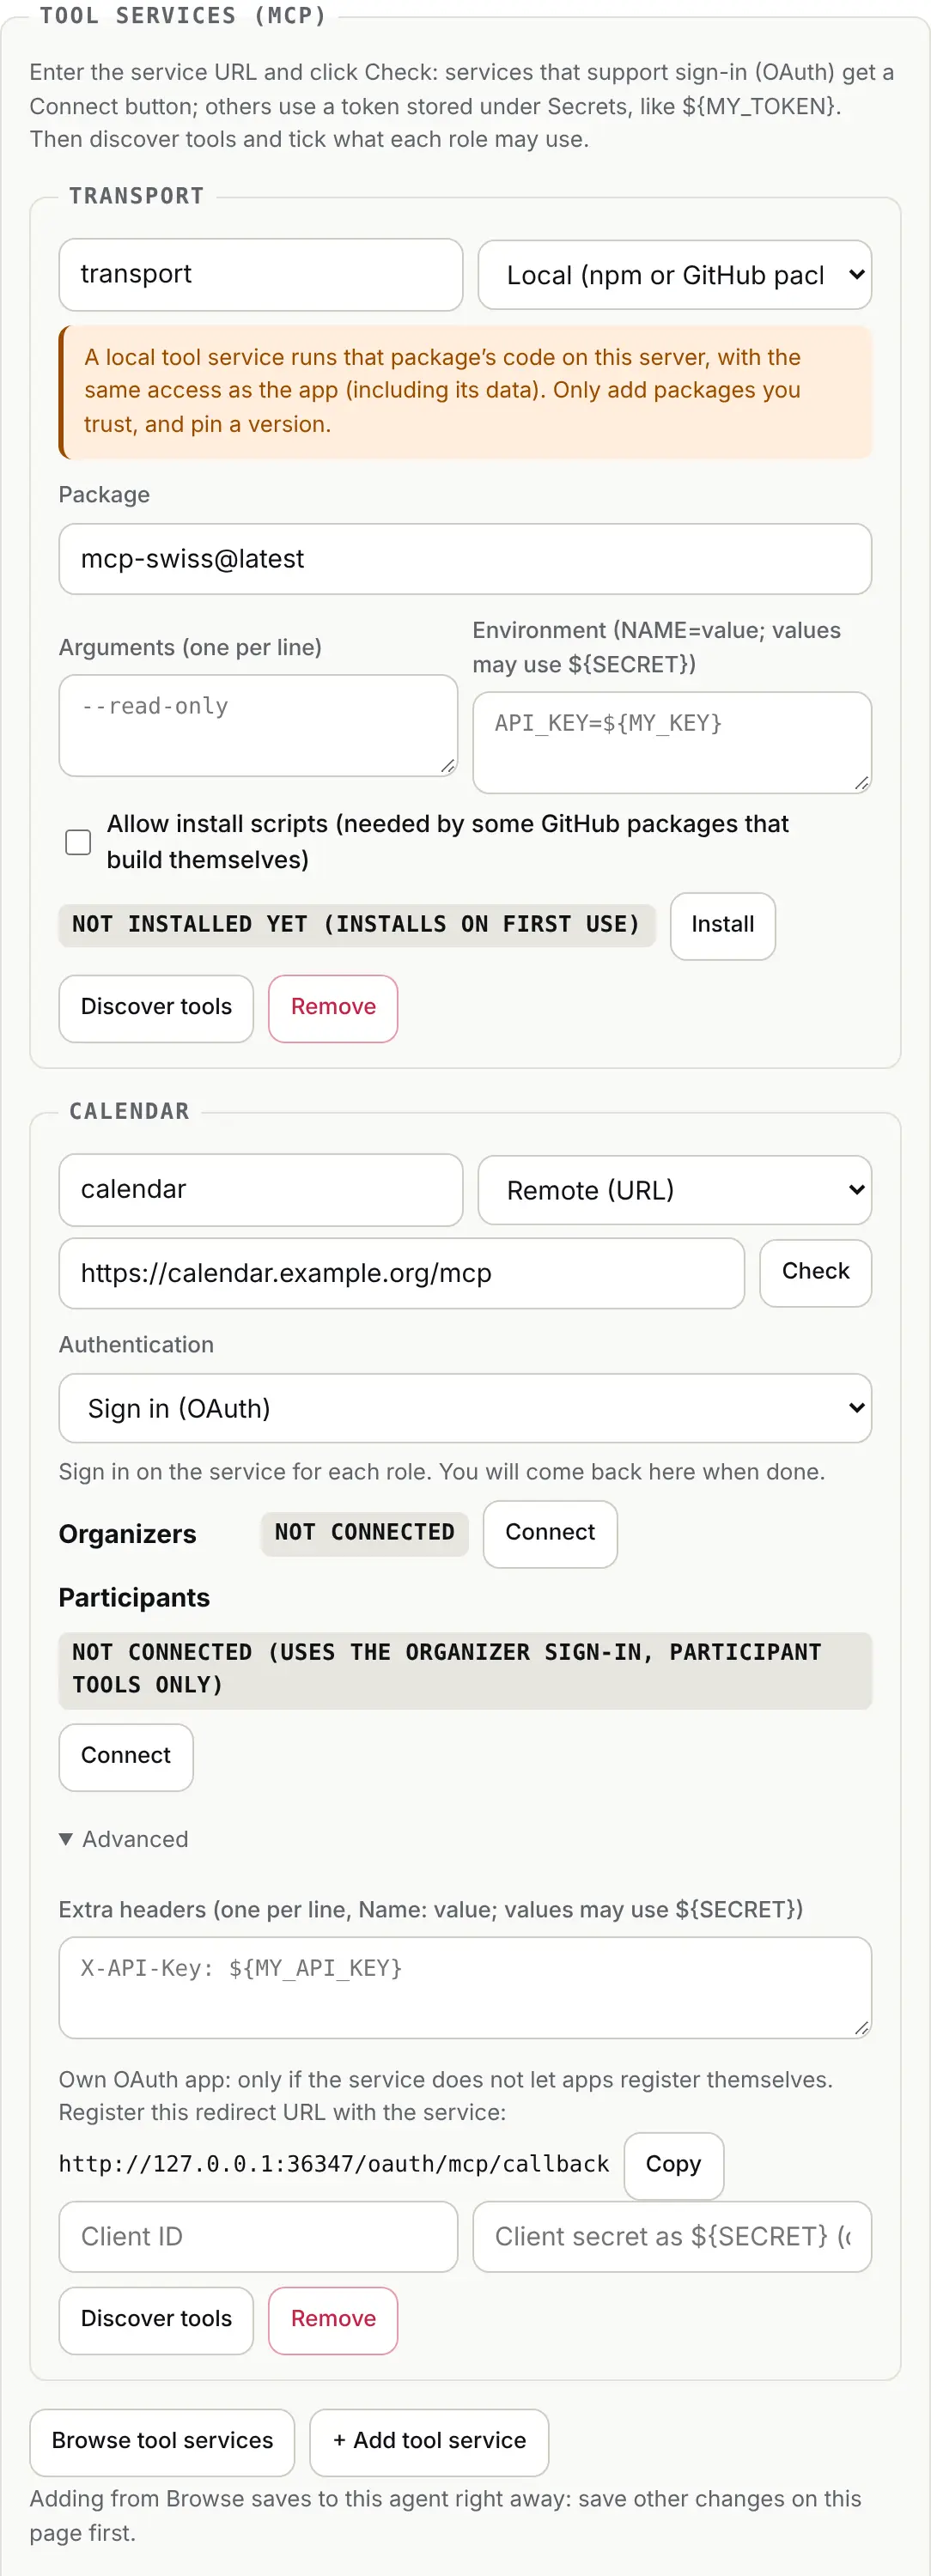 TOOL SERVICES (MCP)
Enter the service URL and click Check: services that support sign-in (OAuth) get a
Connect button; others use a token stored under Secrets, like ${MY_TOKEN}.
Then discover tools and tick what each role may use.
TRANSPORT
transport
Local (npm or GitHub pacl
A local tool service runs that package’s code on this server, with the
same access as the app (including its data). Only add packages you
trust, and pin a version.
Package
mcp-swiss@latest
Arguments (one per line)
Environment (NAME=value; values
may use ${SECRET})
--read-only
API_KEY=${MY_KEY}
Allow install scripts (needed by some GitHub packages that
build themselves)
NOT INSTALLED YET (INSTALLS ON FIRST USE)
Install
Discover tools
Remove
CALENDAR
calendar
Remote (URL)
https://calendar.example.org/mcp
Check
Authentication
Sign in (OAuth)
Sign in on the service for each role. You will come back here when done.
Organizers
NOT CONNECTED
Connect
Participants
NOT CONNECTED (USES THE ORGANIZER SIGN-IN, PARTICIPANT
TOOLS ONLY)
Connect
▼ Advanced
Extra headers (one per line, Name: value; values may use ${SECRET})
X-API-Key: ${MY_API_KEY}
Own OAuth app: only if the service does not let apps register themselves.
Register this redirect URL with the service:
http://127.0.0.1:36347/oauth/mcp/callback
Copy
Client ID
Client secret as ${SECRET} (
Discover tools
Remove
Browse tool services
+ Add tool service
Adding from Browse saves to this agent right away: save other changes on this
page first.